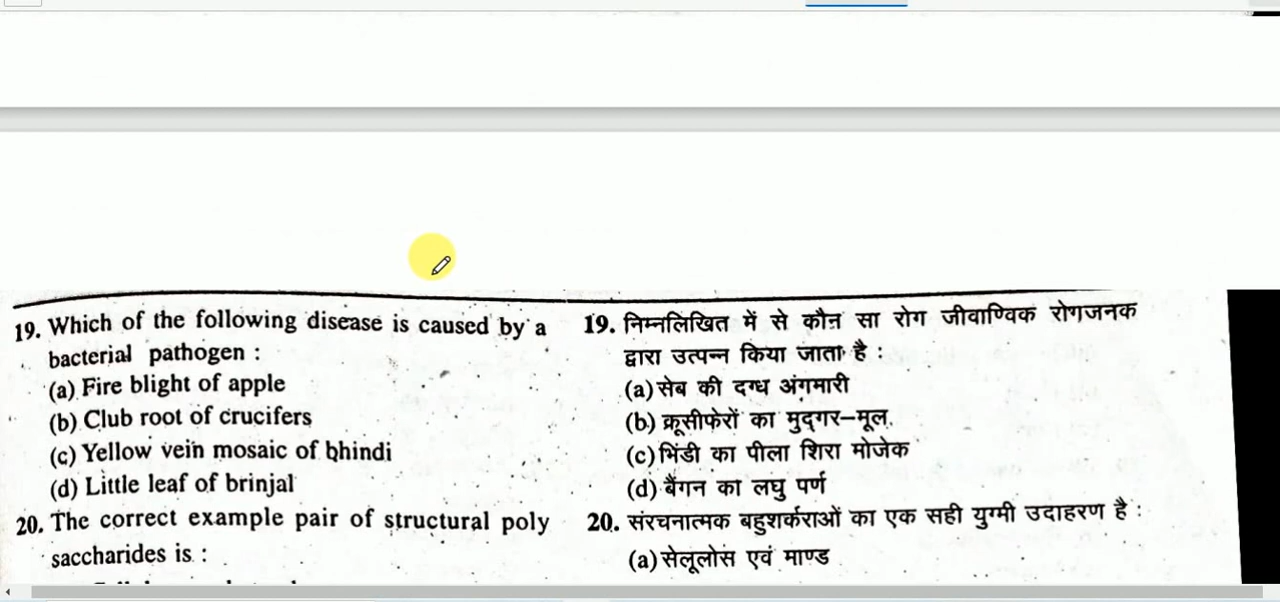 19. Which of the following disease is caused by a
bacterial pathogen :
(a) Fire blight of apple
(b) Club root of crucifers
(c) Yellow vein mosaic of bhindi
(d) Little leaf of brinjal
20. The correct example pair of structural poly
saccharides is :
19. निम्नलिखित में से कौन सा रोग जीवाण्विक रोगजनक
द्वारा उत्पन्न किया जाता है :
(a) सेब की दग्ध अंगमारी
(b) क्रूसीफेरों का मुद्गर-मूल
(c) भिंडी का पीला शिरा मोजेक
(d) बैंगन का लघु पर्ण
20. संरचनात्मक बहुशर्कराओं का एक सही युग्मी उदाहरण है :
(a) सेलूलोस एवं माण्ड